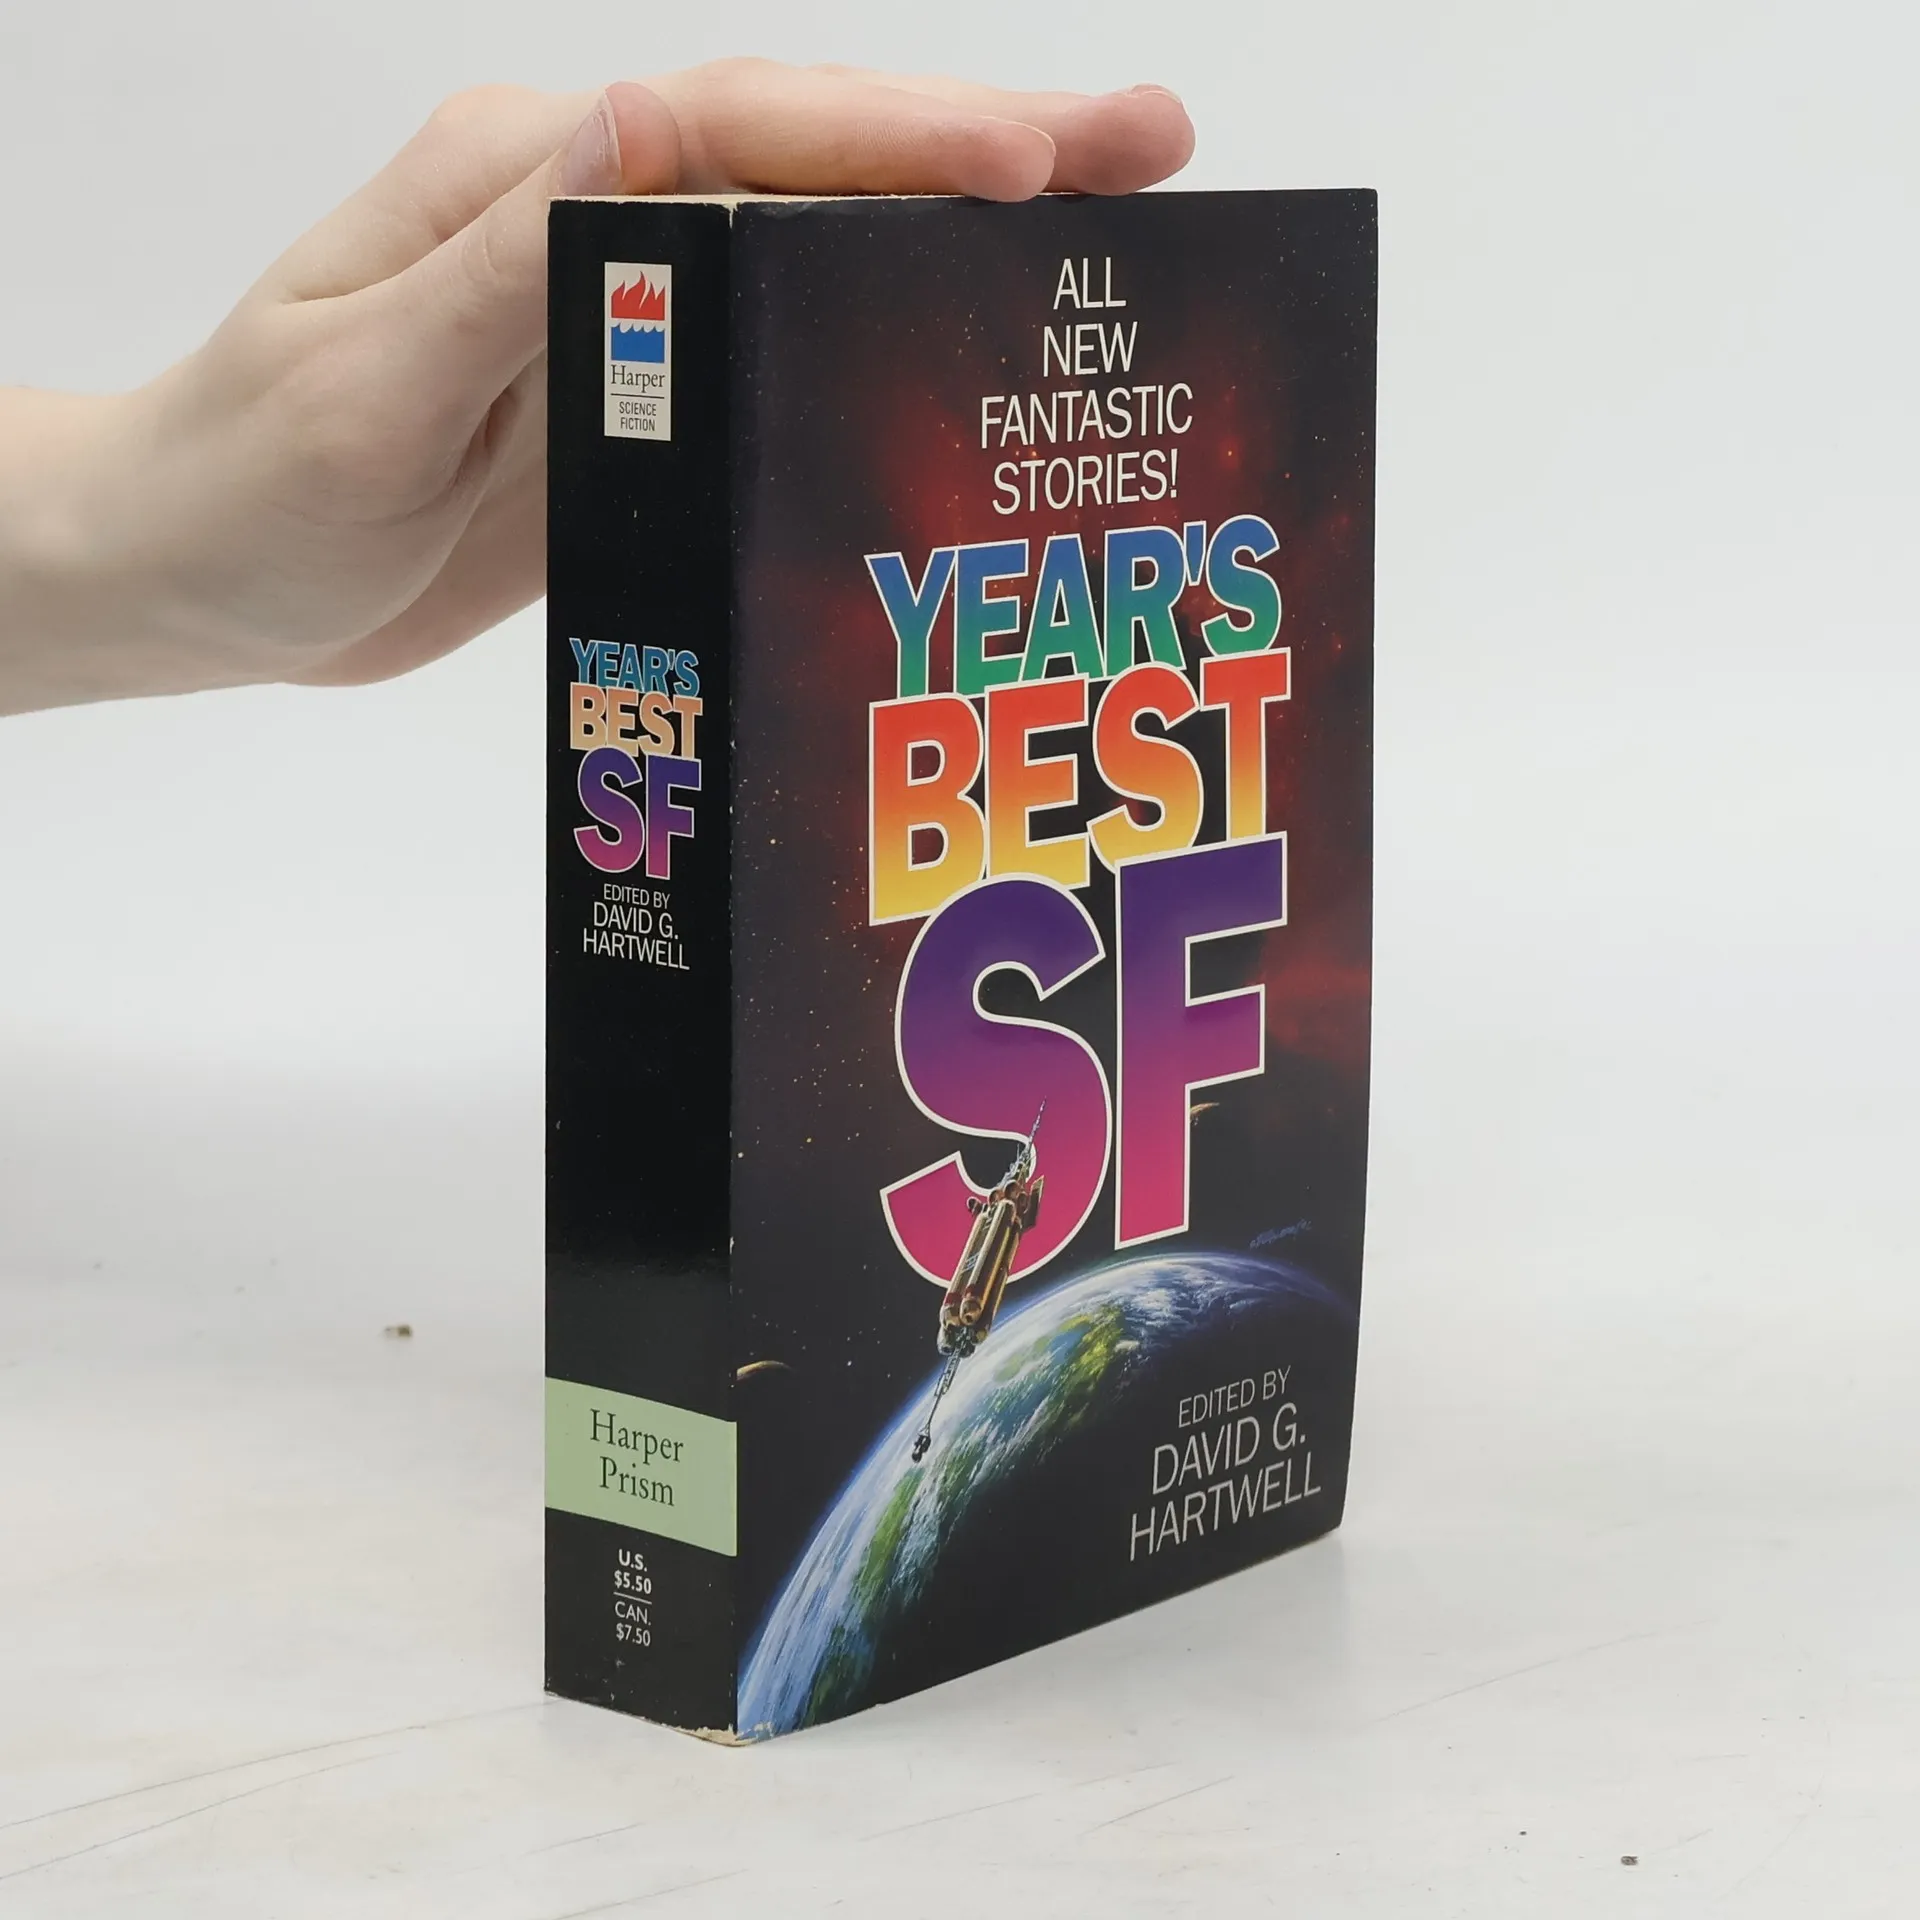 Harper
SCIENCE
FICTION
YEAR'S
BEST
SF
EDITED BY
DAVID G.
HARTWELL
Harper
Prism
U.S.
$5.50
CAN.
$7.50
ALL
NEW
FANTASTIC
STORIES!
YEAR'S
BEST
SF
EDITED BY
DAVID G.
HARTWELL